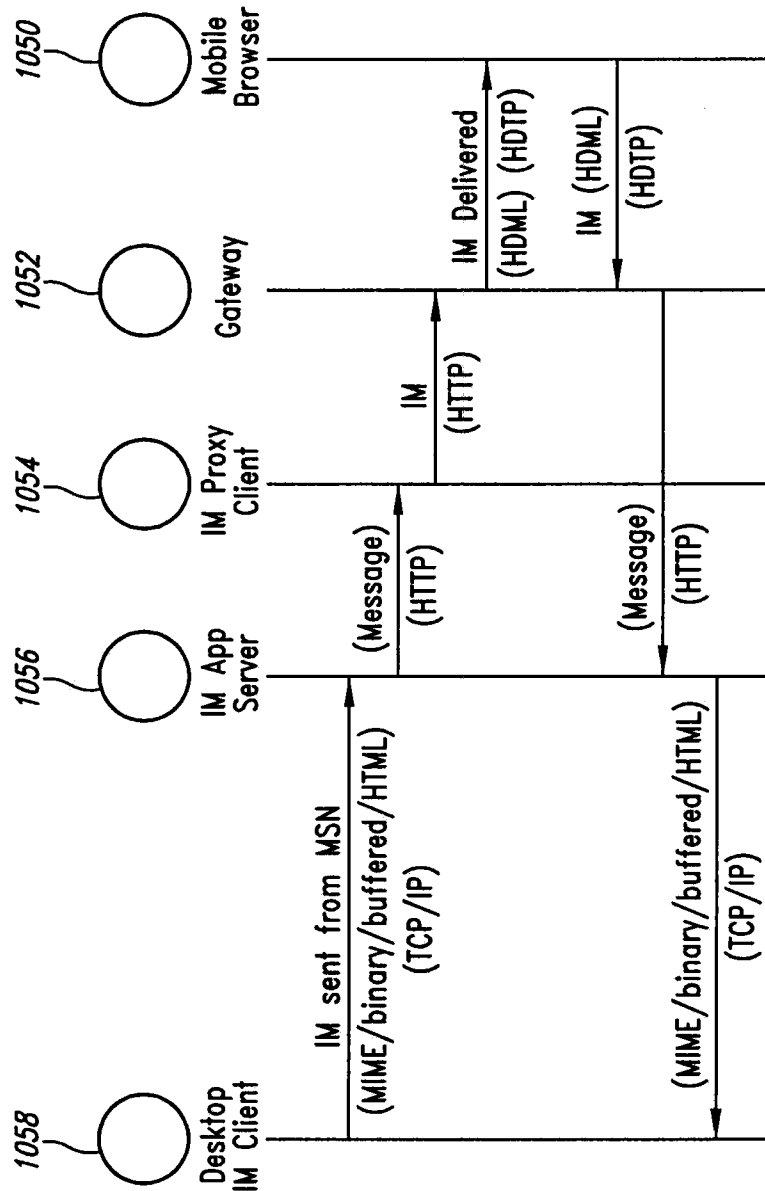 1058
Desktop
IM Client
1056
IM App
Server
1054
IM Proxy
Client
1052
Gateway
1050
Mobile
Browser
IM sent from MSN
(MIME/binary/buffered/HTML)
(TCP/IP)
(Message)
(HTTP)
IM
(HTTP)
IM Delivered
(HDML) (HDTP)
IM (HDML)
(HDTP)
(Message)
(HTTP)
(MIME/binary/buffered/HTML)
(TCP/IP)